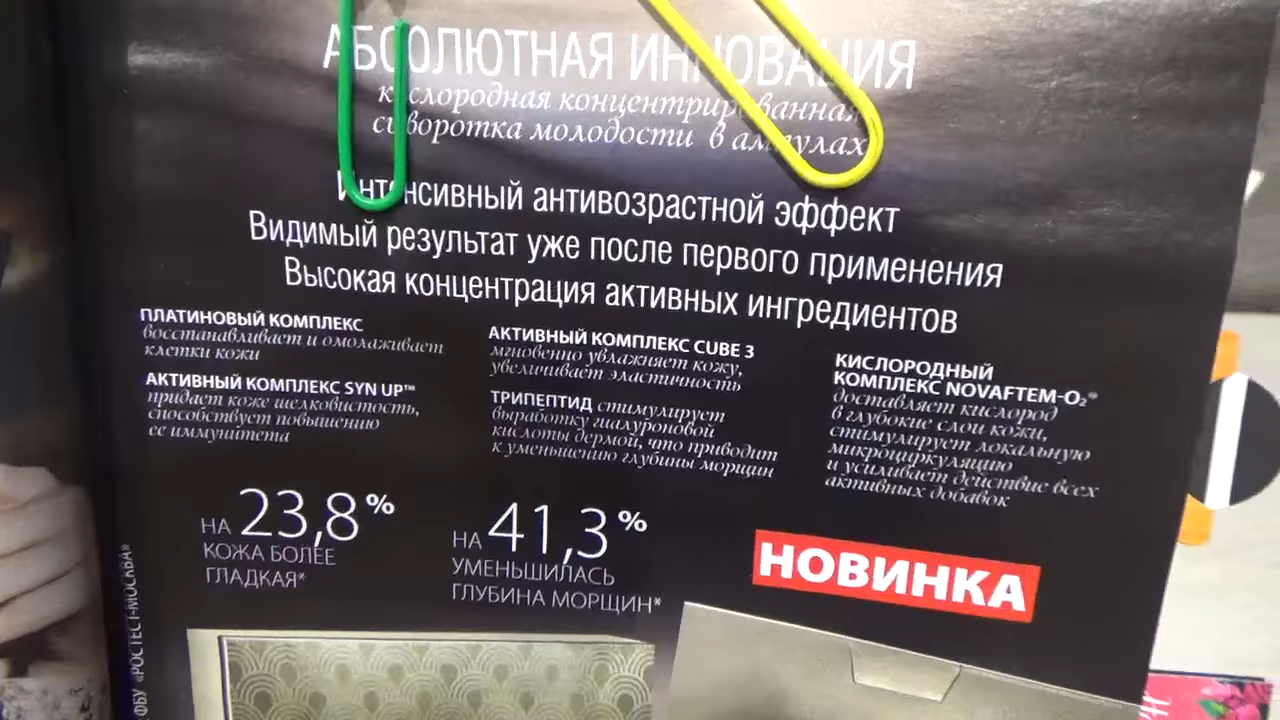 АБСОЛЮТНАЯ ИННОВАЦИЯ
кислородная концентрированная
сыворотка молодости в ампулах
Интенсивный антивозрастной эффект
Видимый результат уже после первого применения
Высокая концентрация активных ингредиентов
ПЛАТИНОВЫЙ КОМПЛЕКС
восстанавливает и омолаживает
клетки кожи
АКТИВНЫЙ КОМПЛЕКС SYN UP™
придает коже шелковистость,
способствует повышению
ее иммунитета
АКТИВНЫЙ КОМПЛЕКС CUBE 3
мгновенно увлажняет кожу,
увеличивает эластичность
ТРИПЕПТИД стимулирует
выработку гиалуроновой
кислоты дермой, что приводит
к уменьшению глубины морщин
КИСЛОРОДНЫЙ
КОМПЛЕКС NOVAFTEM-O₂®
доставляет кислород
в глубокие слои кожи,
стимулирует локальную
микроциркуляцию
и усиливает действие всех
активных добавок
НА 23,8%
КОЖА БОЛЕЕ
ГЛАДКАЯ*
НА 41,3%
УМЕНЬШИЛАСЬ
ГЛУБИНА МОРЩИН*
НОВИНКА
ФБУ «РОСТЕСТ-МОСКВА»